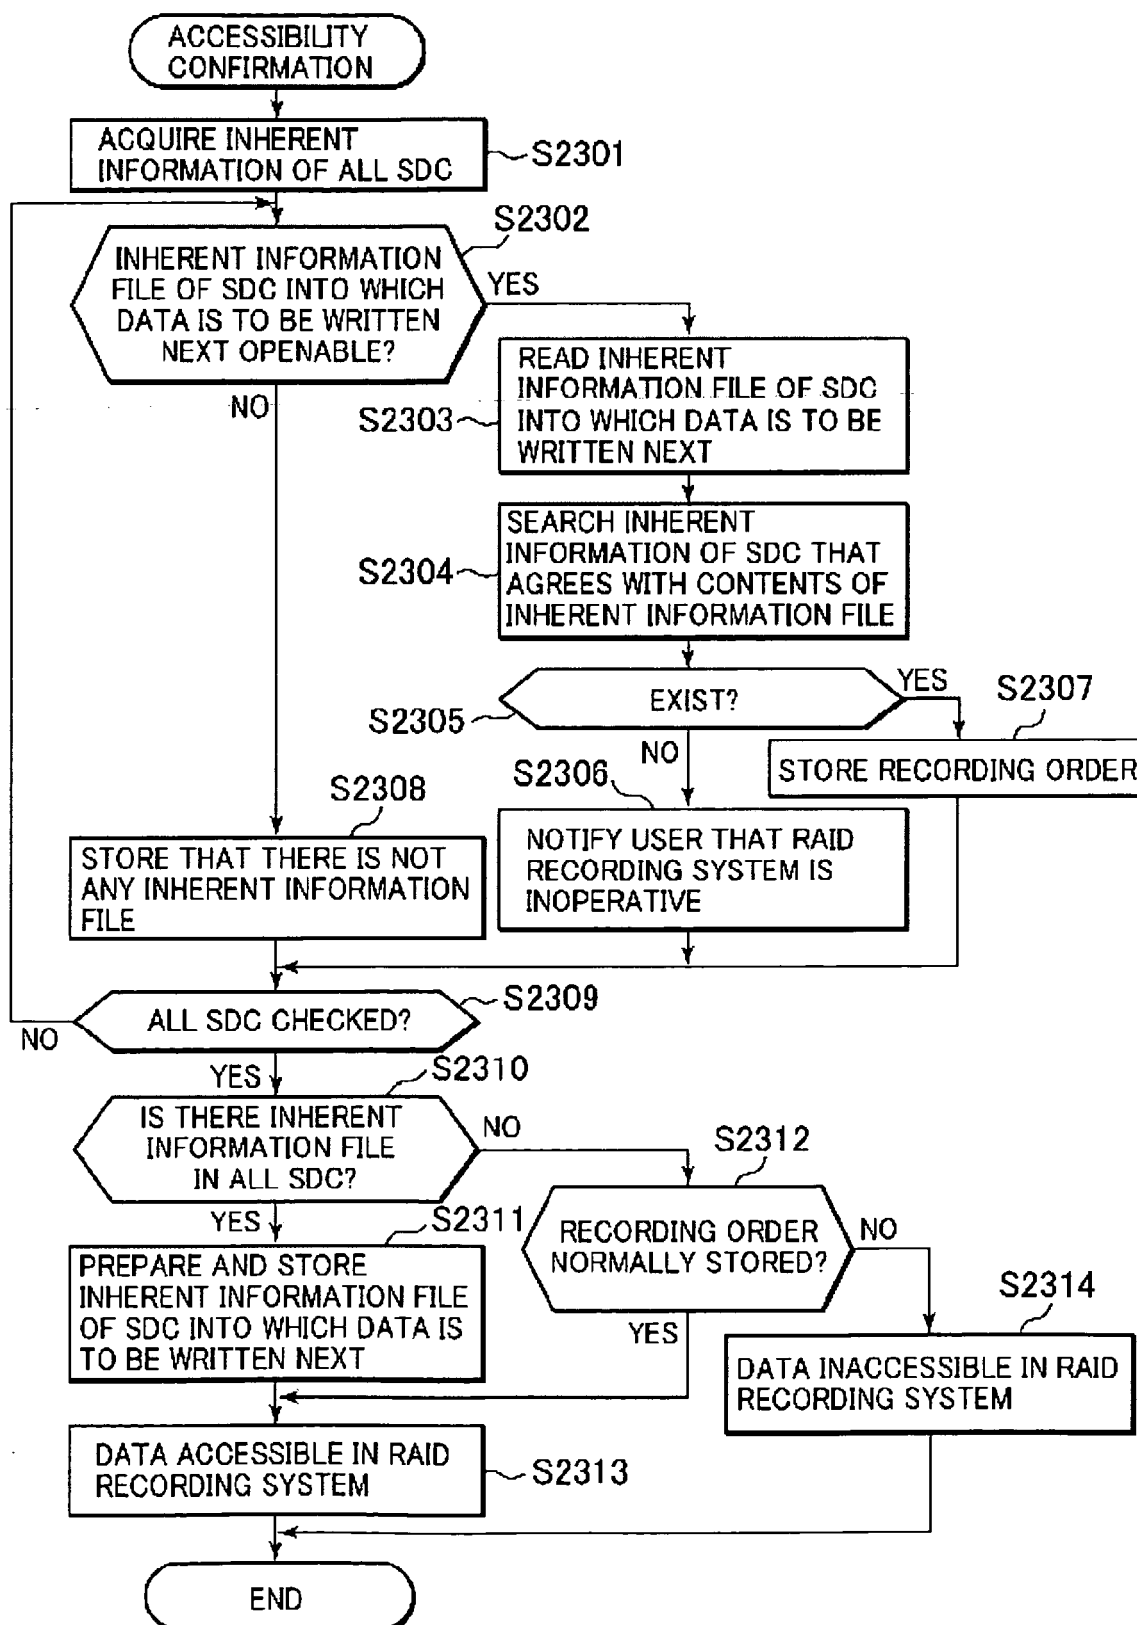 ACCESSIBILITY
CONFIRMATION
ACQUIRE INHERENT
INFORMATION OF ALL SDC
S2301
S2302
INHERENT INFORMATION
FILE OF SDC INTO WHICH
DATA IS TO BE WRITTEN
NEXT OPENABLE?
YES
NO
READ INHERENT
INFORMATION FILE OF SDC
INTO WHICH DATA IS TO BE
WRITTEN NEXT
S2303
SEARCH INHERENT
INFORMATION OF SDC THAT
AGREES WITH CONTENTS OF
INHERENT INFORMATION FILE
S2304
EXIST?
YES
S2305
NO
S2307
STORE RECORDING ORDER
S2306
NOTIFY USER THAT RAID
RECORDING SYSTEM IS
INOPERATIVE
S2308
STORE THAT THERE IS NOT
ANY INHERENT INFORMATION
FILE
S2309
ALL SDC CHECKED?
NO
YES
S2310
IS THERE INHERENT
INFORMATION FILE
IN ALL SDC?
NO
YES
S2312
RECORDING ORDER
NORMALLY STORED?
NO
YES
S2311
PREPARE AND STORE
INHERENT INFORMATION FILE
OF SDC INTO WHICH DATA IS
TO BE WRITTEN NEXT
S2314
DATA INACCESSIBLE IN RAID
RECORDING SYSTEM
DATA ACCESSIBLE IN RAID
RECORDING SYSTEM
S2313
END